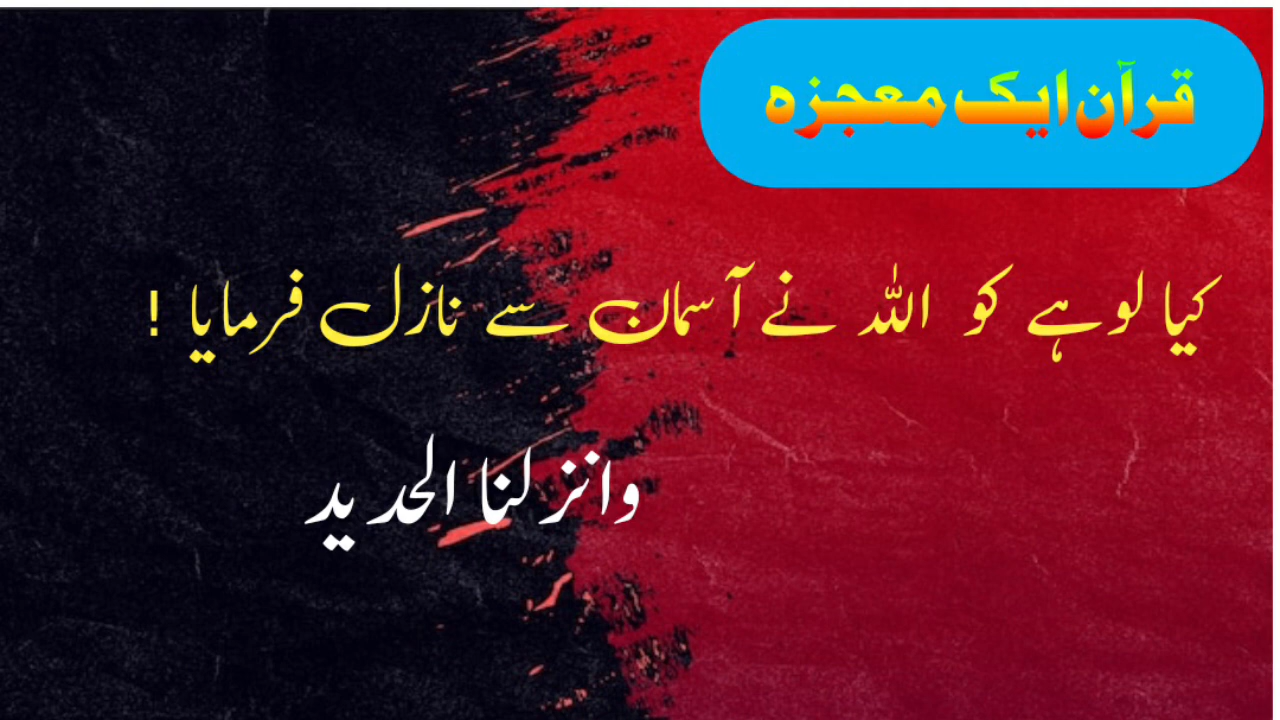 قرآن ایک معجزہ
کیا لوہے کو اللہ نے آسمان سے نازل فرمایا !
وانزلنا الحدید